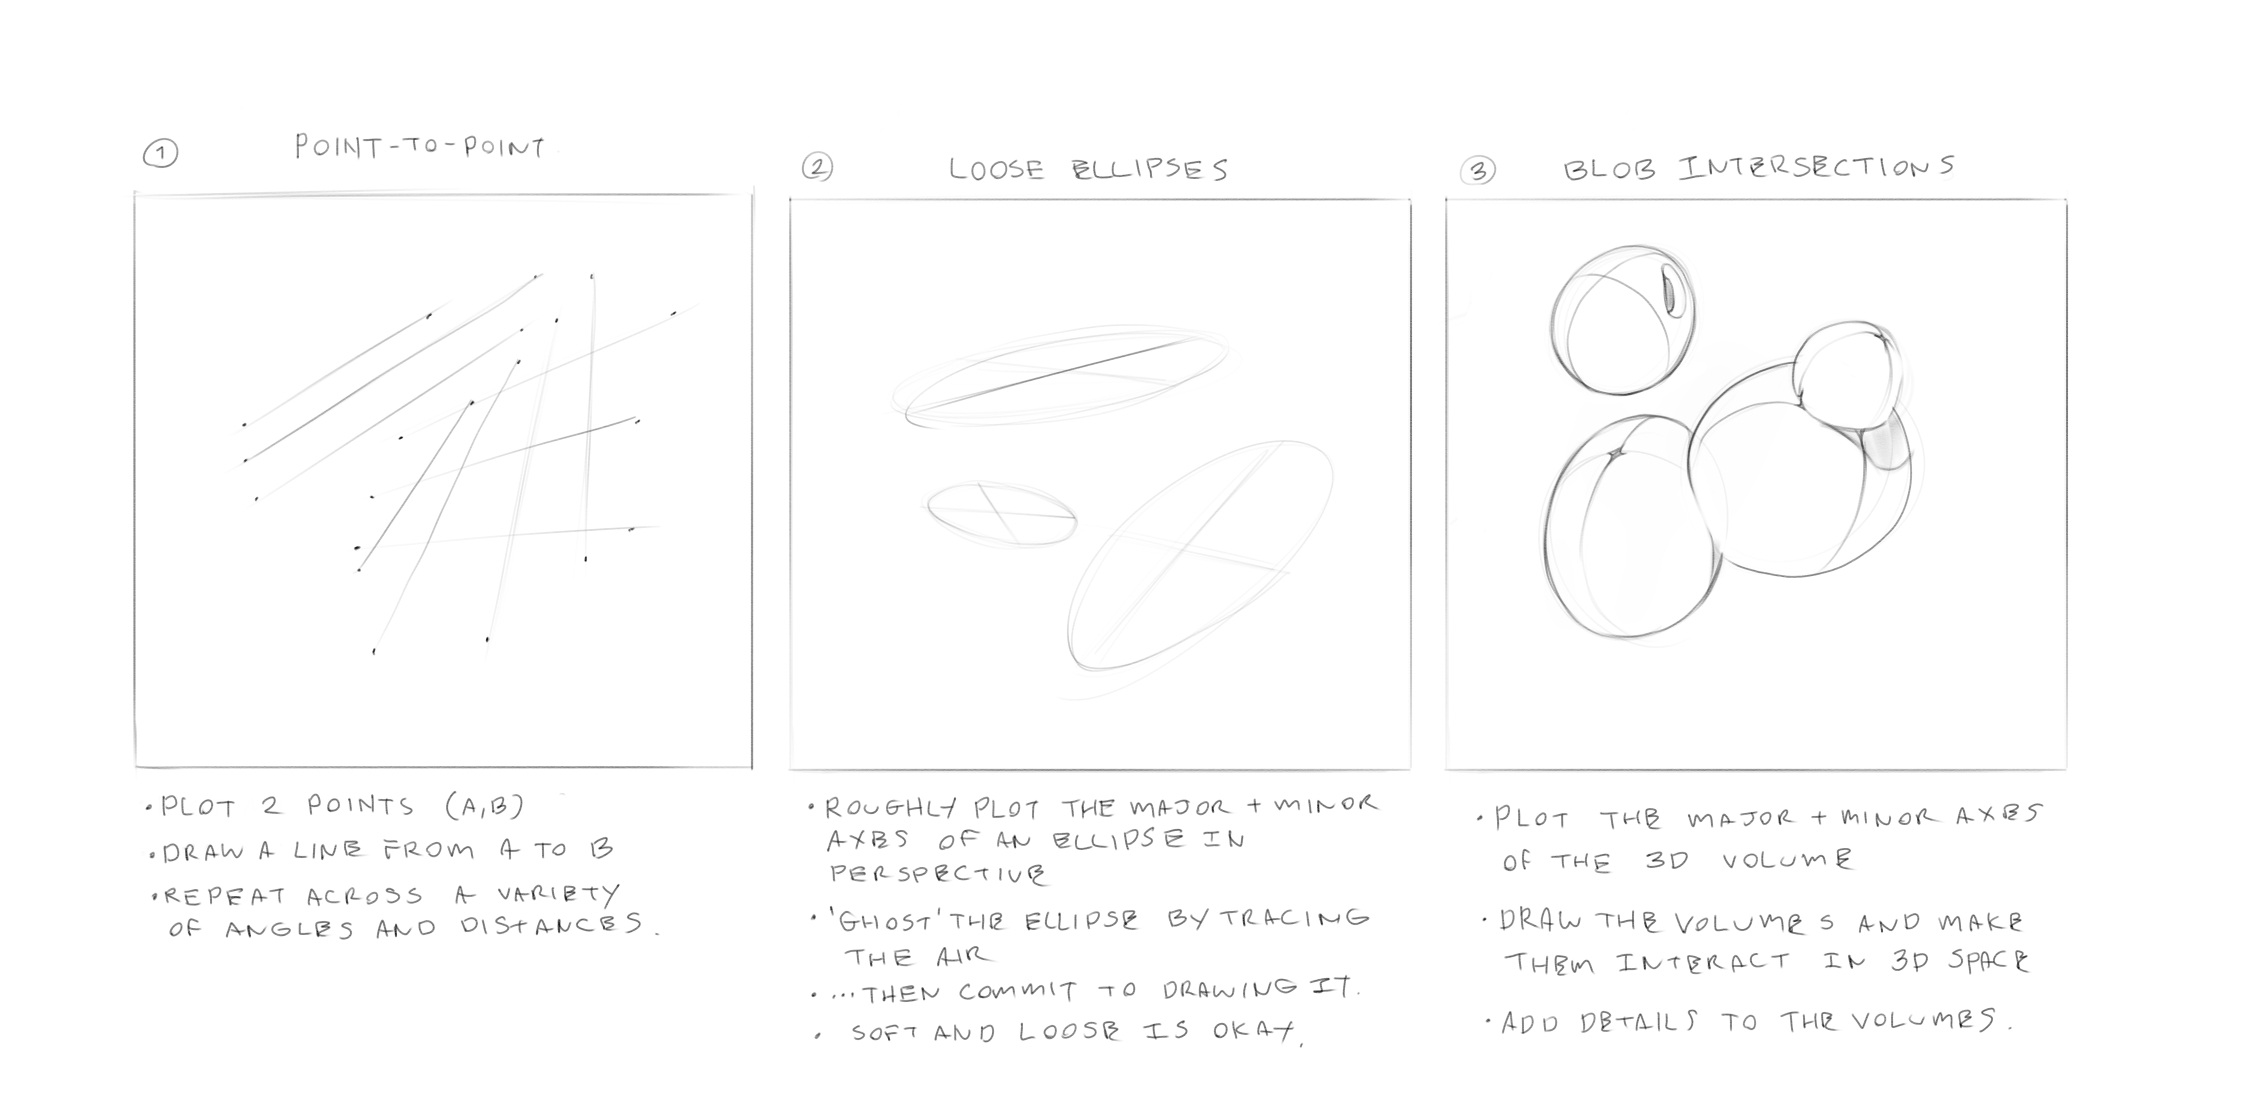 1
POINT-TO-POINT
• PLOT 2 POINTS (A,B)
• DRAW A LINE FROM A TO B
• REPEAT ACROSS A VARIETY
OF ANGLES AND DISTANCES.
2
LOOSE ELLIPSES
• ROUGHLY PLOT THE MAJOR + MINOR
AXES OF AN ELLIPSE IN
PERSPECTIVE
• 'GHOST' THE ELLIPSE BY TRACING
THE AIR
• ...THEN COMMIT TO DRAWING IT.
• SOFT AND LOOSE IS OKAY.
3
BLOB INTERSECTIONS
• PLOT THE MAJOR + MINOR AXES
OF THE 3D VOLUME
• DRAW THE VOLUMES AND MAKE
THEM INTERACT IN 3D SPACE
• ADD DETAILS TO THE VOLUMES.